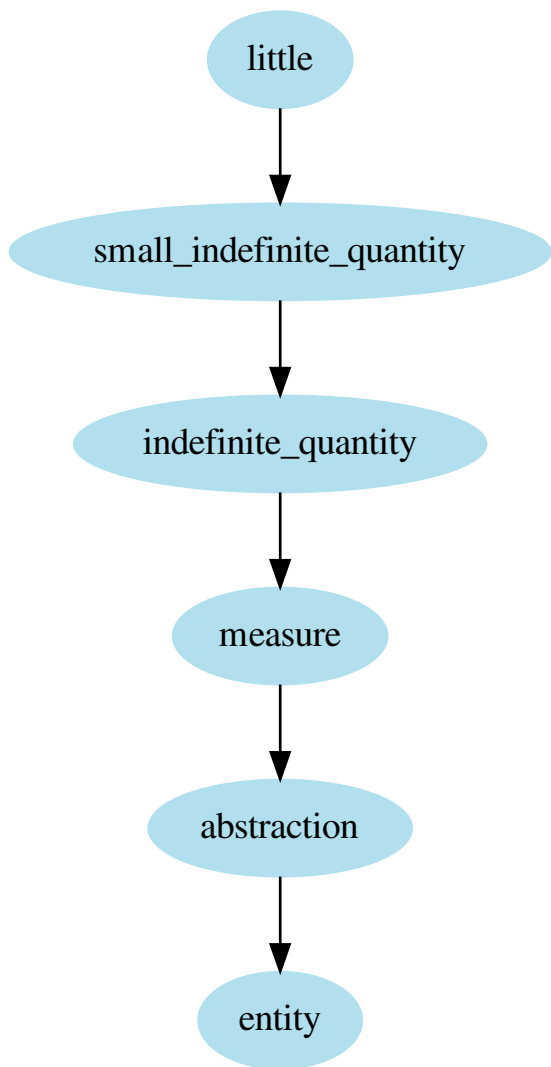 little
small_indefinite_quantity
indefinite_quantity
measure
abstraction
entity